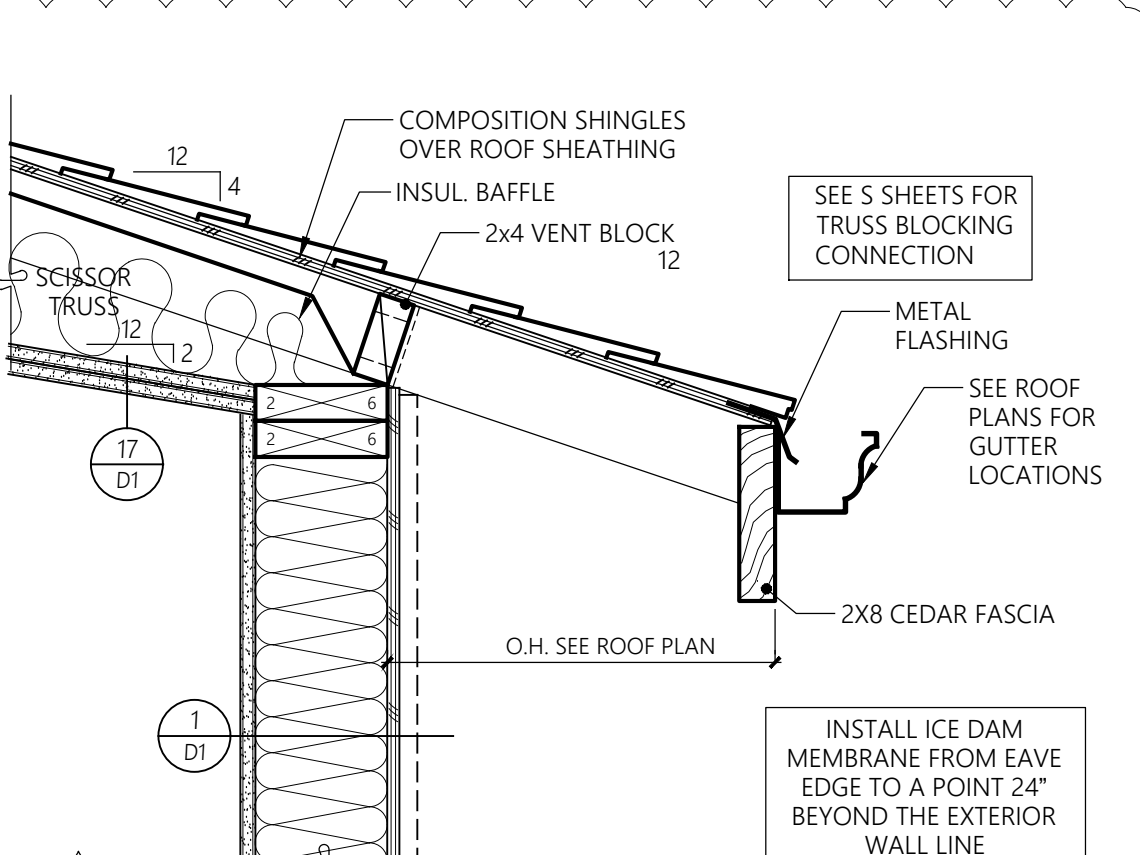 COMPOSITION SHINGLES
OVER ROOF SHEATHING
12
4
INSUL. BAFFLE
2x4 VENT BLOCK
12
SEE S SHEETS FOR
TRUSS BLOCKING
CONNECTION
SCISSOR
TRUSS
12
2
METAL
FLASHING
SEE ROOF
PLANS FOR
GUTTER
LOCATIONS
2 6
2 6
17
D1
2X8 CEDAR FASCIA
O.H. SEE ROOF PLAN
1
D1
INSTALL ICE DAM
MEMBRANE FROM EAVE
EDGE TO A POINT 24”
BEYOND THE EXTERIOR
WALL LINE